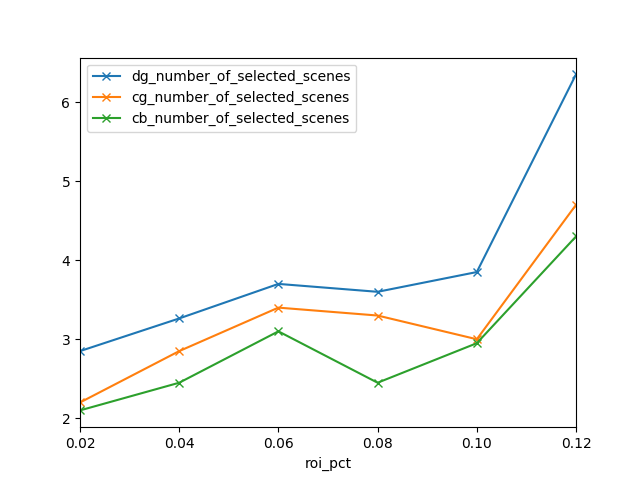 dg_number_of_selected_scenes
cg_number_of_selected_scenes
cb_number_of_selected_scenes
6
5
4
3
2
0.02 0.04 0.06 0.08 0.10 0.12
roi_pct